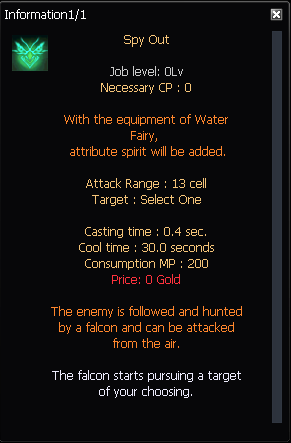 Information1/1
Spy Out
Job level: 0Lv
Necessary CP : 0
With the equipment of Water
Fairy,
attribute spirit will be added.
Attack Range : 13 cell
Target : Select One
Casting time : 0.4 sec.
Cool time : 30.0 seconds
Consumption MP : 200
Price: 0 Gold
The enemy is followed and hunted
by a falcon and can be attacked
from the air.
The falcon starts pursuing a target
of your choosing.